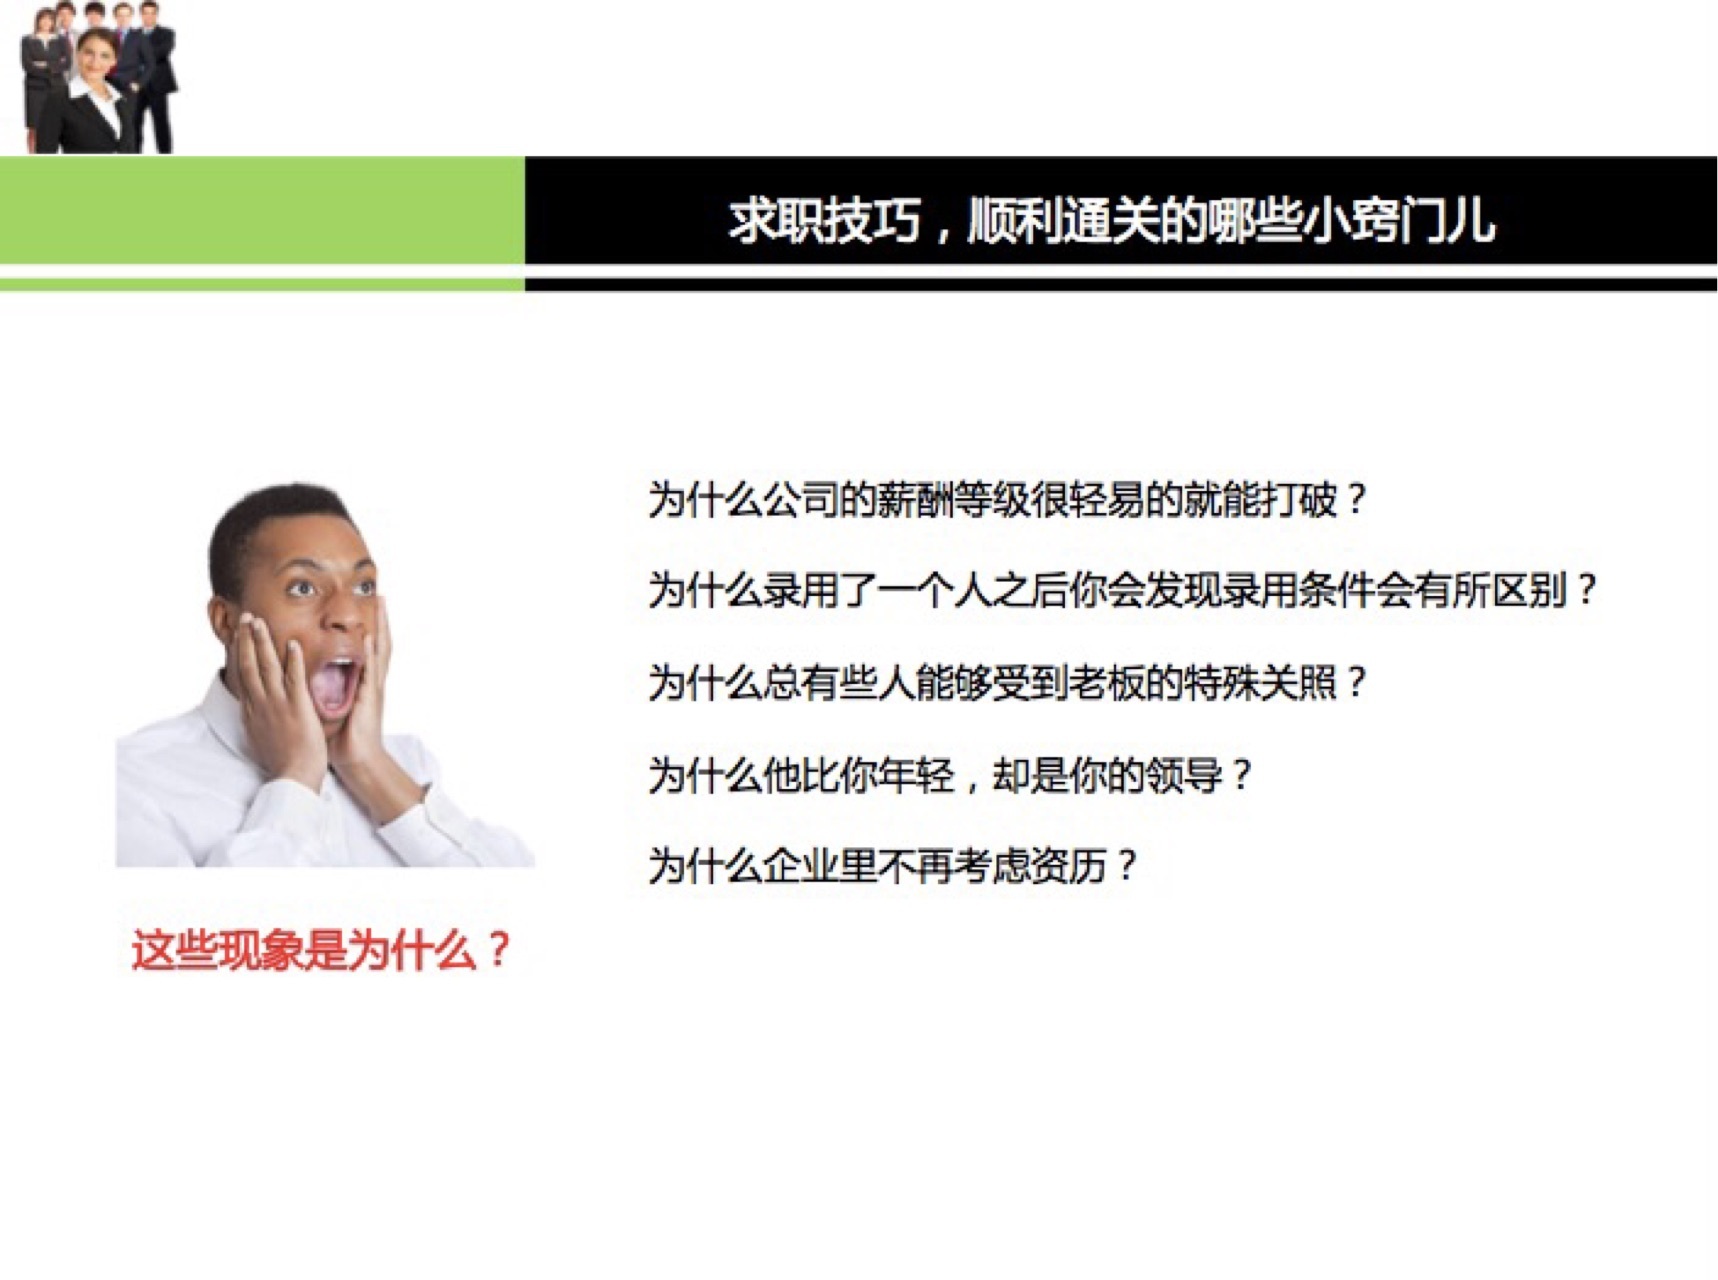 求职技巧，顺利通关的哪些小窍门儿
为什么公司的薪酬等级很轻易的就能打破？
为什么录用了一个人之后你会发现录用条件会有所区别？
为什么总有些人能够受到老板的特殊关照？
为什么他比你年轻，却是你的领导？
为什么企业里不再考虑资历？
这些现象是为什么？